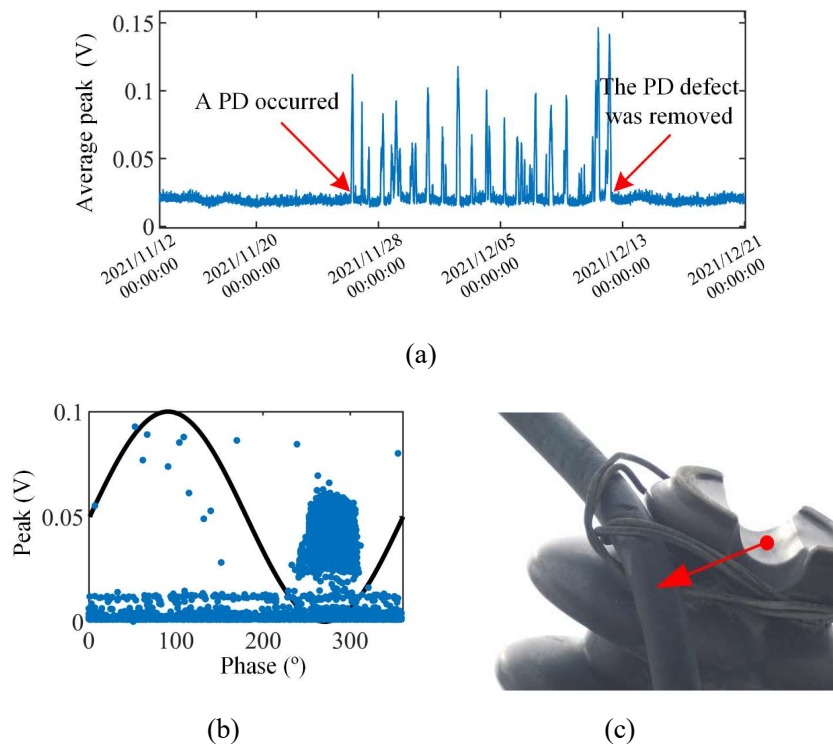 0.15
0.1
0.05
0
Average peak (V)
A PD occurred
The PD defect
was removed
2021/11/12
00:00:00
2021/11/20
00:00:00
2021/11/28
00:00:00
2021/12/05
00:00:00
2021/12/13
00:00:00
2021/12/21
00:00:00
(a)
0.1
0.05
0
Peak (V)
0 100 200 300
Phase (º)
(b)
(c)